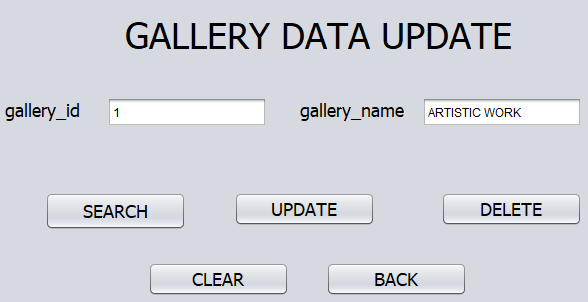 GALLERY DATA UPDATE
gallery_id 1 gallery_name ARTISTIC WORK
SEARCH UPDATE DELETE
CLEAR BACK